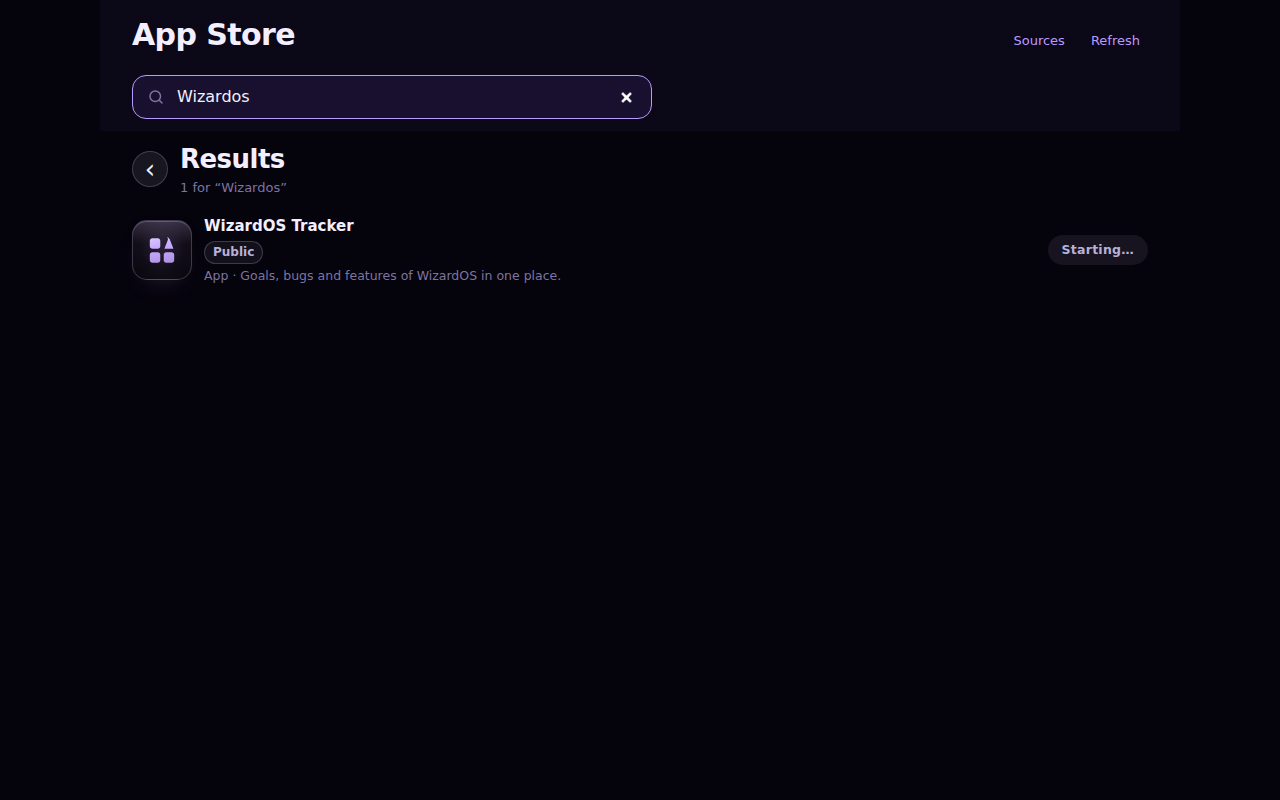 App Store
Sources
Refresh
Wizardos
Results
1 for “Wizardos”
WizardOS Tracker
Public
App · Goals, bugs and features of WizardOS in one place.
Starting…